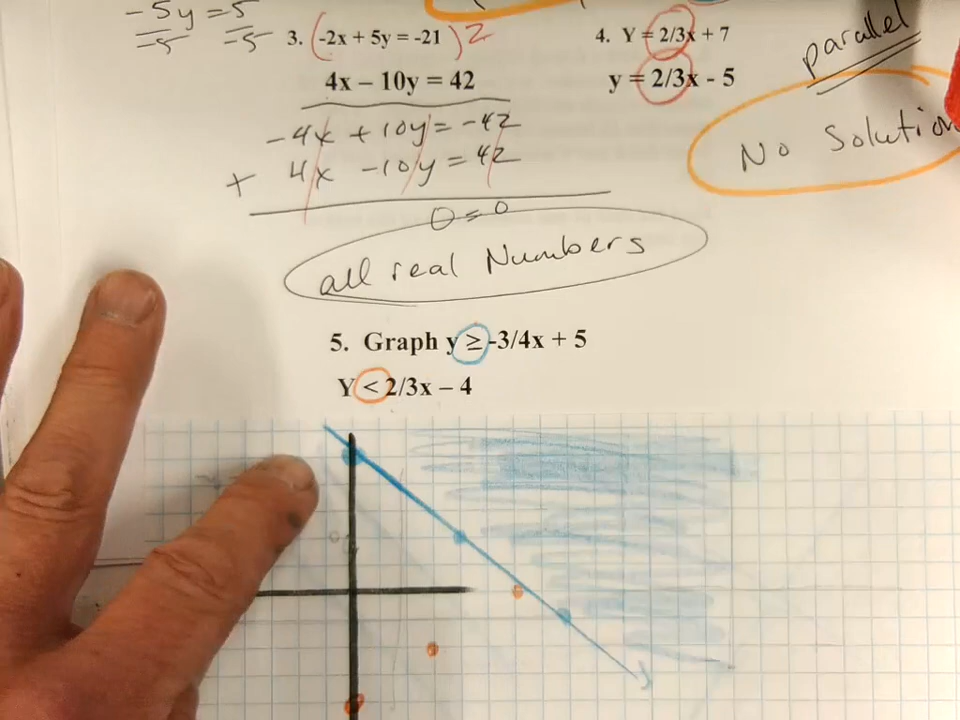 -5y = 5
-5 -5
3. (-2x + 5y = -21)2
4x – 10y = 42
-4x + 10y = -42
+ 4x - 10y = 42
0 = 0
all real Numbers
4. Y = 2/3x + 7
y = 2/3x - 5
parallel
No Solution
5. Graph y ≥ -3/4x + 5
Y < 2/3x – 4